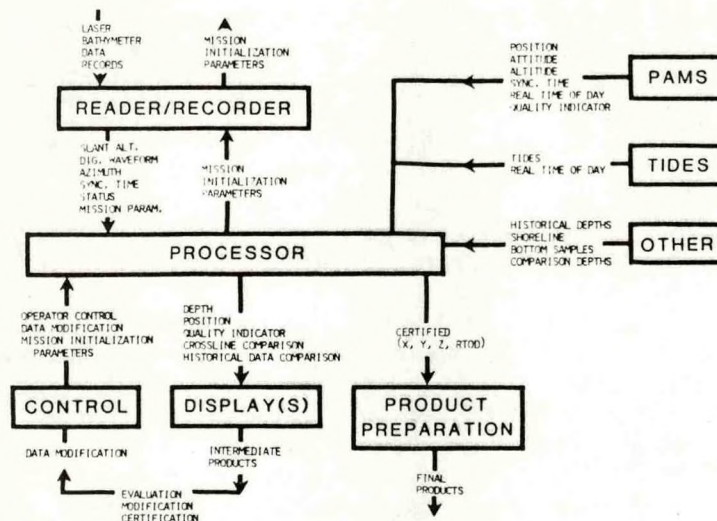 LASER
BATHYMETER
DATA
RECORDS
MISSION
INITIALIZATION
PARAMETERS
READER/RECORDER
POSITION
ATTITUDE
ALTITUDE
SYNC. TIME
REAL TIME OF DAY
QUALITY INDICATOR
PAMS
SLANT ALT.
DIG. WAVEFORM
AZIMUTH
SYNC. TIME
STATUS
MISSION PARAM.
MISSION
INITIALIZATION
PARAMETERS
TIDES
REAL TIME OF DAY
TIDES
PROCESSOR
HISTORICAL DEPTHS
SHORELINE
BOTTOM SAMPLES
COMPARISON DEPTHS
OTHER
OPERATOR CONTROL
DATA MODIFICATION
MISSION INITIALIZATION
PARAMETERS
DEPTH
POSITION
QUALITY INDICATOR
CROSSLINE COMPARISON
HISTORICAL DATA COMPARISON
CERTIFIED
(X, Y, Z, RTOD)
CONTROL
DISPLAY(S)
PRODUCT
PREPARATION
DATA MODIFICATION
INTERMEDIATE
PRODUCTS
EVALUATION
MODIFICATION
CERTIFICATION
FINAL
PRODUCTS